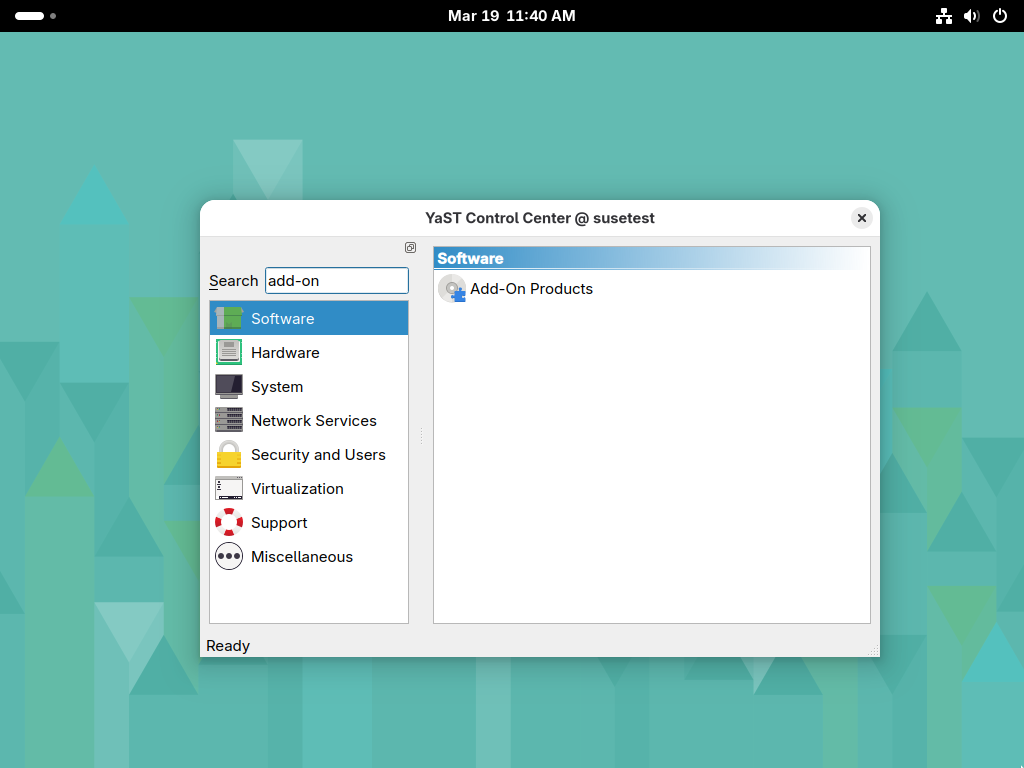 Mar 19 11:40 AM
YaST Control Center @ susetest
Search add-on
Software
Hardware
System
Network Services
Security and Users
Virtualization
Support
Miscellaneous
Software
Add-On Products
Ready